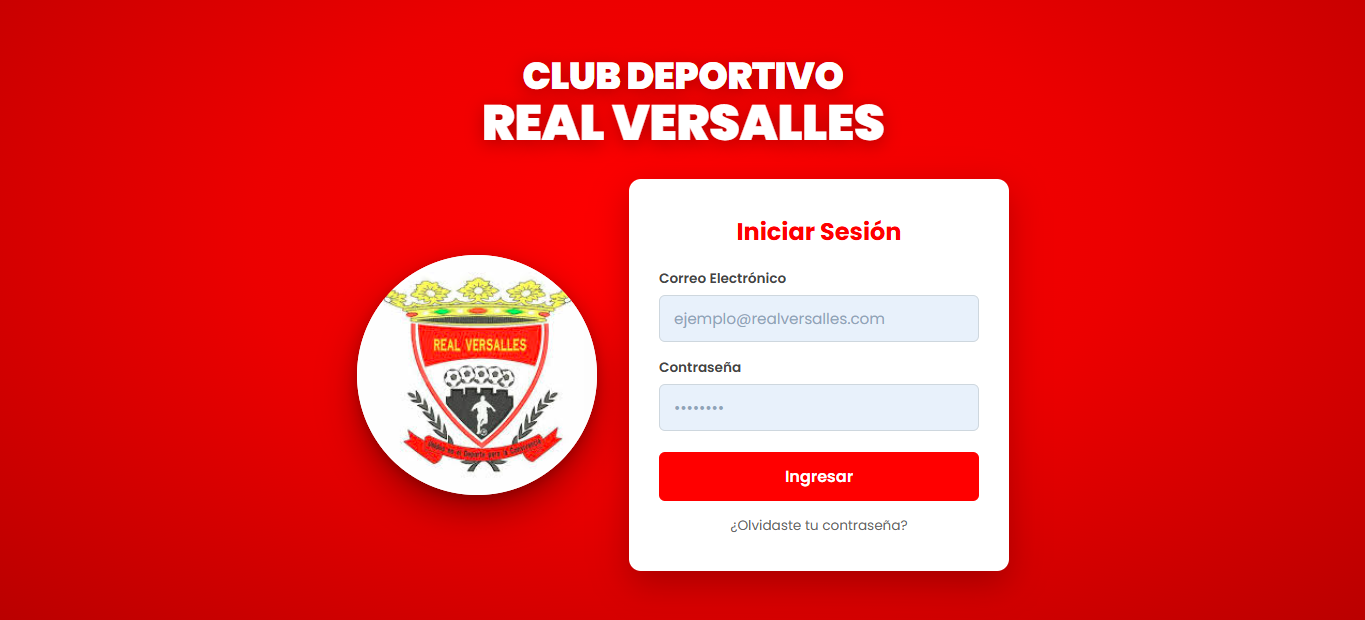 CLUB DEPORTIVO
REAL VERSALLES
REAL VERSALLES
Iniciar Sesión
Correo Electrónico
ejemplo@realversalles.com
Contraseña
••••••••
Ingresar
¿Olvidaste tu contraseña?